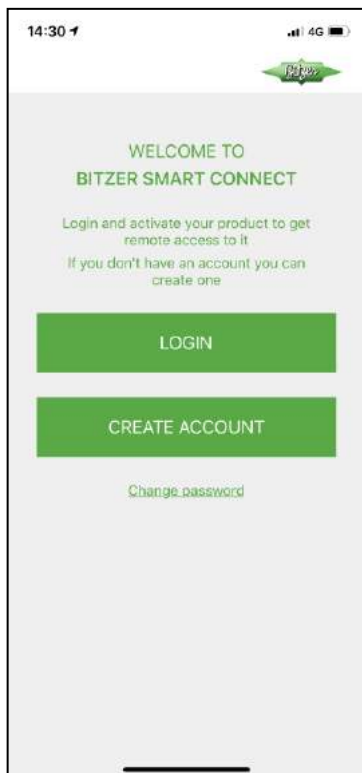 14:30
4G
Bitzer
WELCOME TO
BITZER SMART CONNECT
Login and activate your product to get
remote access to it
If you don't have an account you can
create one
LOGIN
CREATE ACCOUNT
Change password